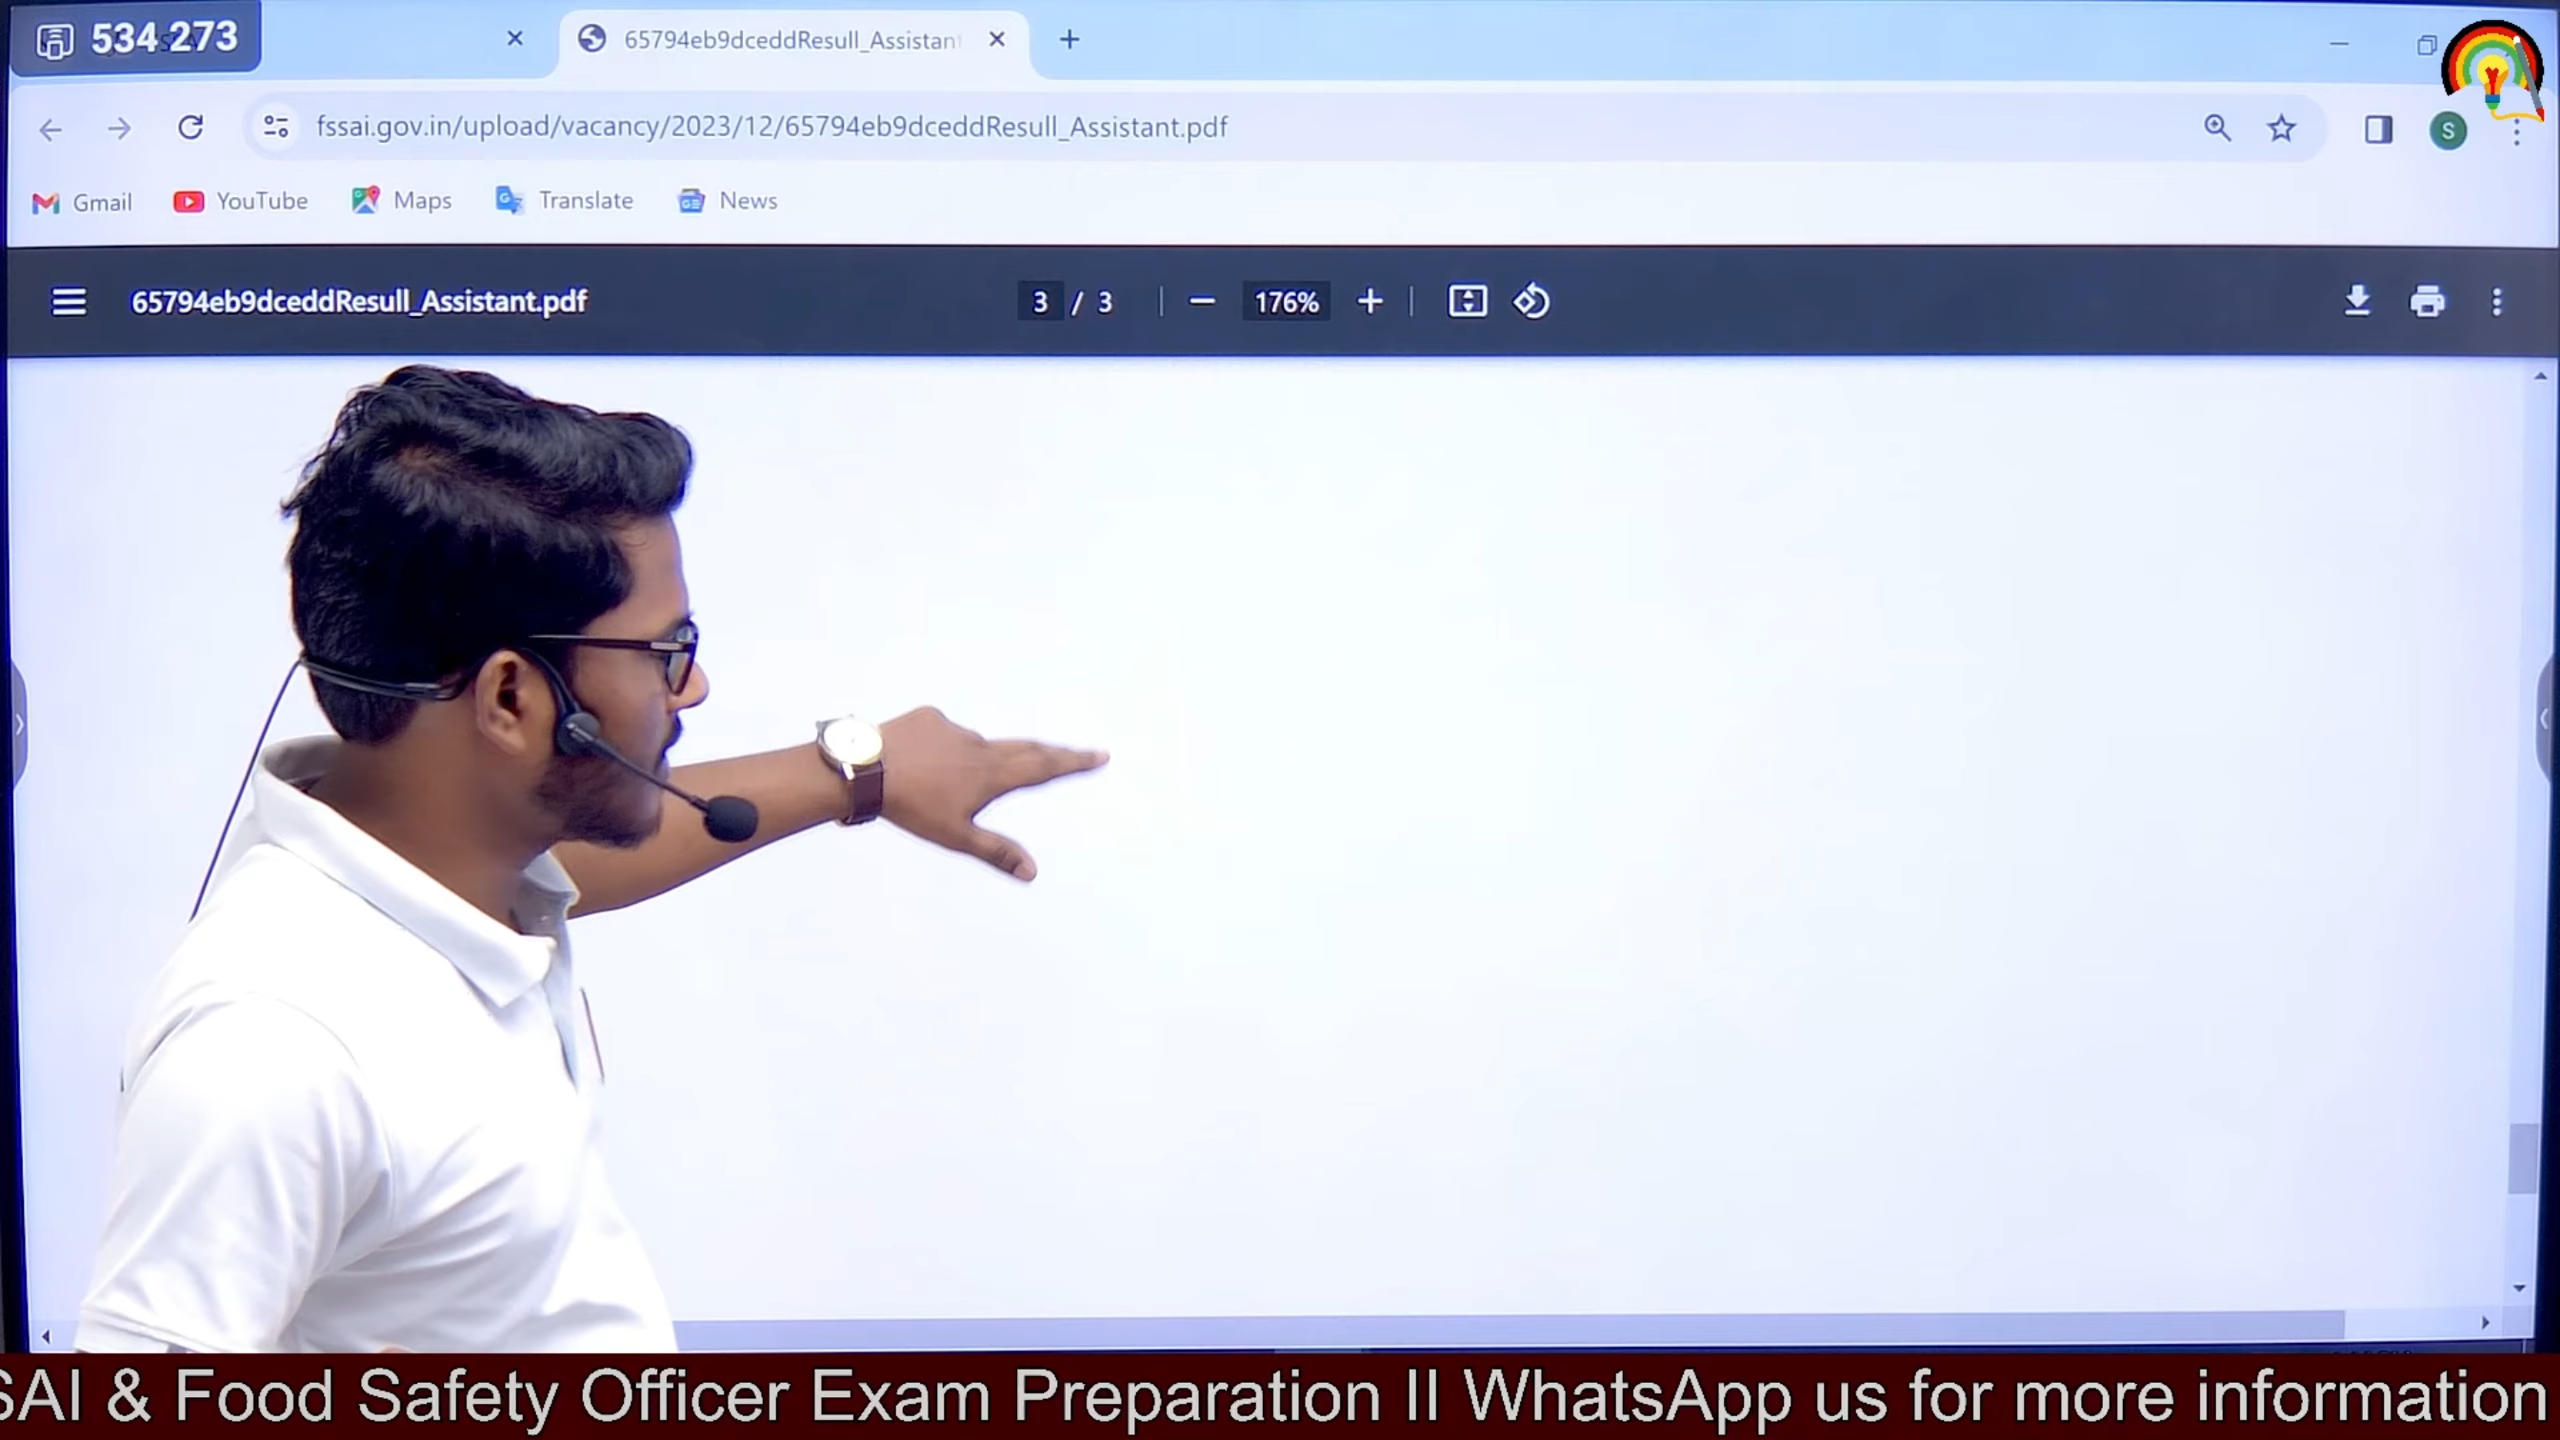 534 273
65794eb9dceddResull_Assistan
fssai.gov.in/upload/vacancy/2023/12/65794eb9dceddResull_Assistant.pdf
S
Gmail
YouTube
Maps
Translate
News
65794eb9dceddResull_Assistant.pdf
3 / 3
176%
SAI & Food Safety Officer Exam Preparation II WhatsApp us for more information